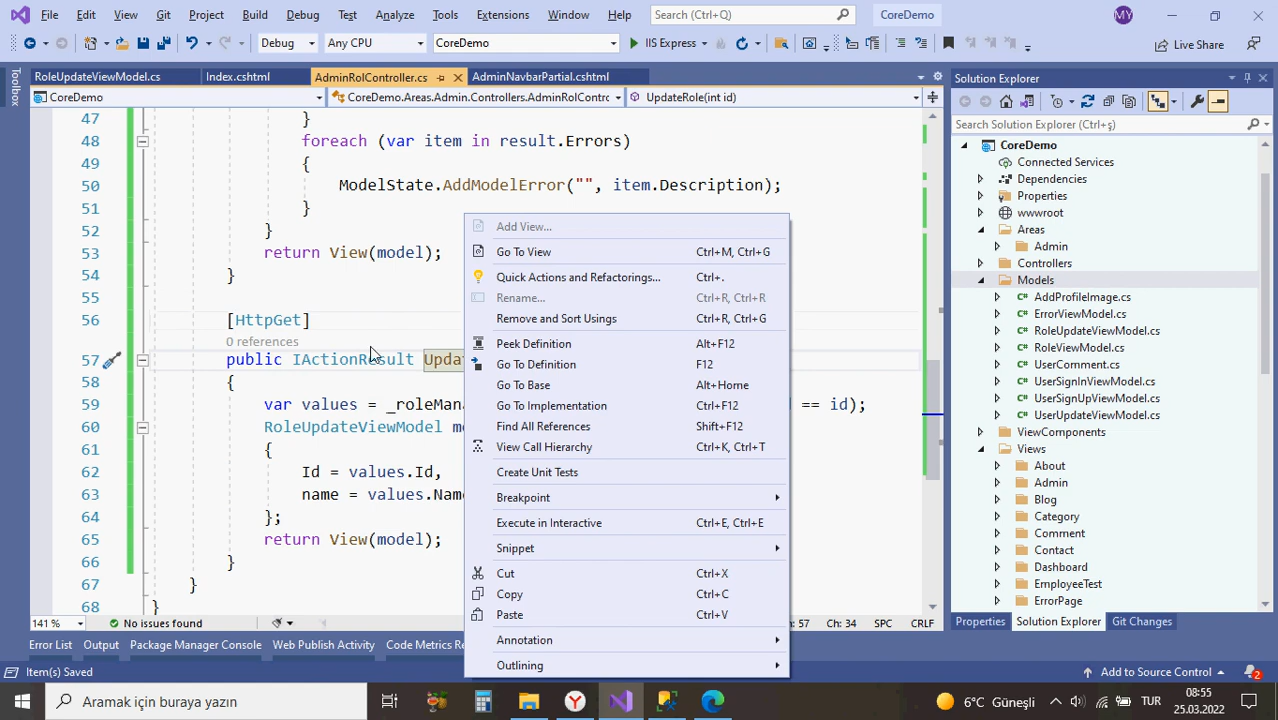 File Edit View Git Project Build Debug Test Analyze Tools Extensions Window Help Search (Ctrl+Q) CoreDemo MY
Debug Any CPU CoreDemo IIS Express Live Share
Toolbox
RoleUpdateViewModel.cs Index.cshtml AdminRolController.cs AdminNavbarPartial.cshtml
CoreDemo CoreDemo.Areas.Admin.Controllers.AdminRolContrc UpdateRole(int id)
47 }
48 foreach (var item in result.Errors)
49 {
50 ModelState.AddModelError("", item.Description);
51 }
52 }
53 return View(model);
54 }
55
56 [HttpGet]
0 references
57 public IActionResult Updat
58 {
59 var values = _roleMana == id);
60 RoleUpdateViewModel mo
61 {
62 Id = values.Id,
63 name = values.Name
64 };
65 return View(model);
66 }
67 }
68 }
Add View...
Go To View Ctrl+M, Ctrl+G
Quick Actions and Refactorings... Ctrl+.
Rename... Ctrl+R, Ctrl+R
Remove and Sort Usings Ctrl+R, Ctrl+G
Peek Definition Alt+F12
Go To Definition F12
Go To Base Alt+Home
Go To Implementation Ctrl+F12
Find All References Shift+F12
View Call Hierarchy Ctrl+K, Ctrl+T
Create Unit Tests
Breakpoint
Execute in Interactive Ctrl+E, Ctrl+E
Snippet
Cut Ctrl+X
Copy Ctrl+C
Paste Ctrl+V
Annotation
Outlining
Solution Explorer
Search Solution Explorer (Ctrl+ş)
CoreDemo
Connected Services
Dependencies
Properties
wwwroot
Areas
Admin
Controllers
Models
AddProfileImage.cs
ErrorViewModel.cs
RoleUpdateViewModel.cs
RoleViewModel.cs
UserComment.cs
UserSignInViewModel.cs
UserSignUpViewModel.cs
UserUpdateViewModel.cs
ViewComponents
Views
About
Admin
Blog
Category
Comment
Contact
Dashboard
EmployeeTest
ErrorPage
Properties Solution Explorer Git Changes
141 % No issues found 57 Ch: 34 SPC CRLF
Error List Output Package Manager Console Web Publish Activity Code Metrics Re
Item(s) Saved Add to Source Control 2
Aramak için buraya yazın 6°C Güneşli TUR 08:55
25.03.2022